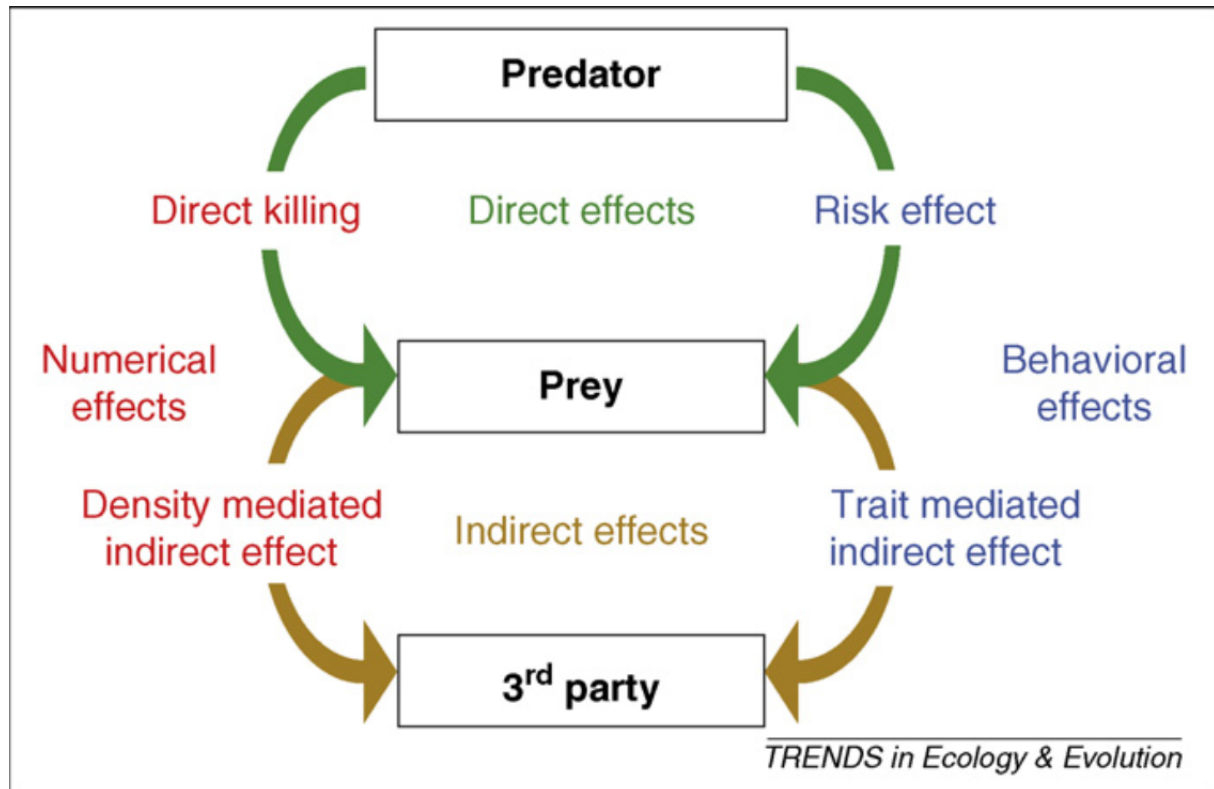 Predator
Direct killing
Direct effects
Risk effect
Numerical
effects
Prey
Behavioral
effects
Density mediated
indirect effect
Indirect effects
Trait mediated
indirect effect
3rd party
TRENDS in Ecology & Evolution